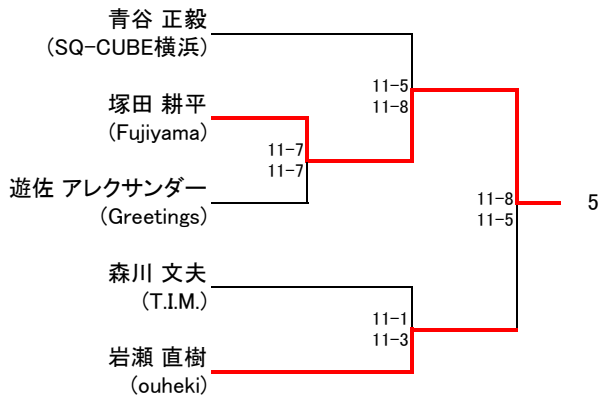 青谷 正毅
(SQ-CUBE横浜)
11-5
11-8
塚田 耕平
(Fujiyama)
11-7
11-7
遊佐 アレクサンダー
(Greetings)
11-8
11-5
5
森川 文夫
(T.I.M.)
11-1
11-3
岩瀬 直樹
(ouheki)